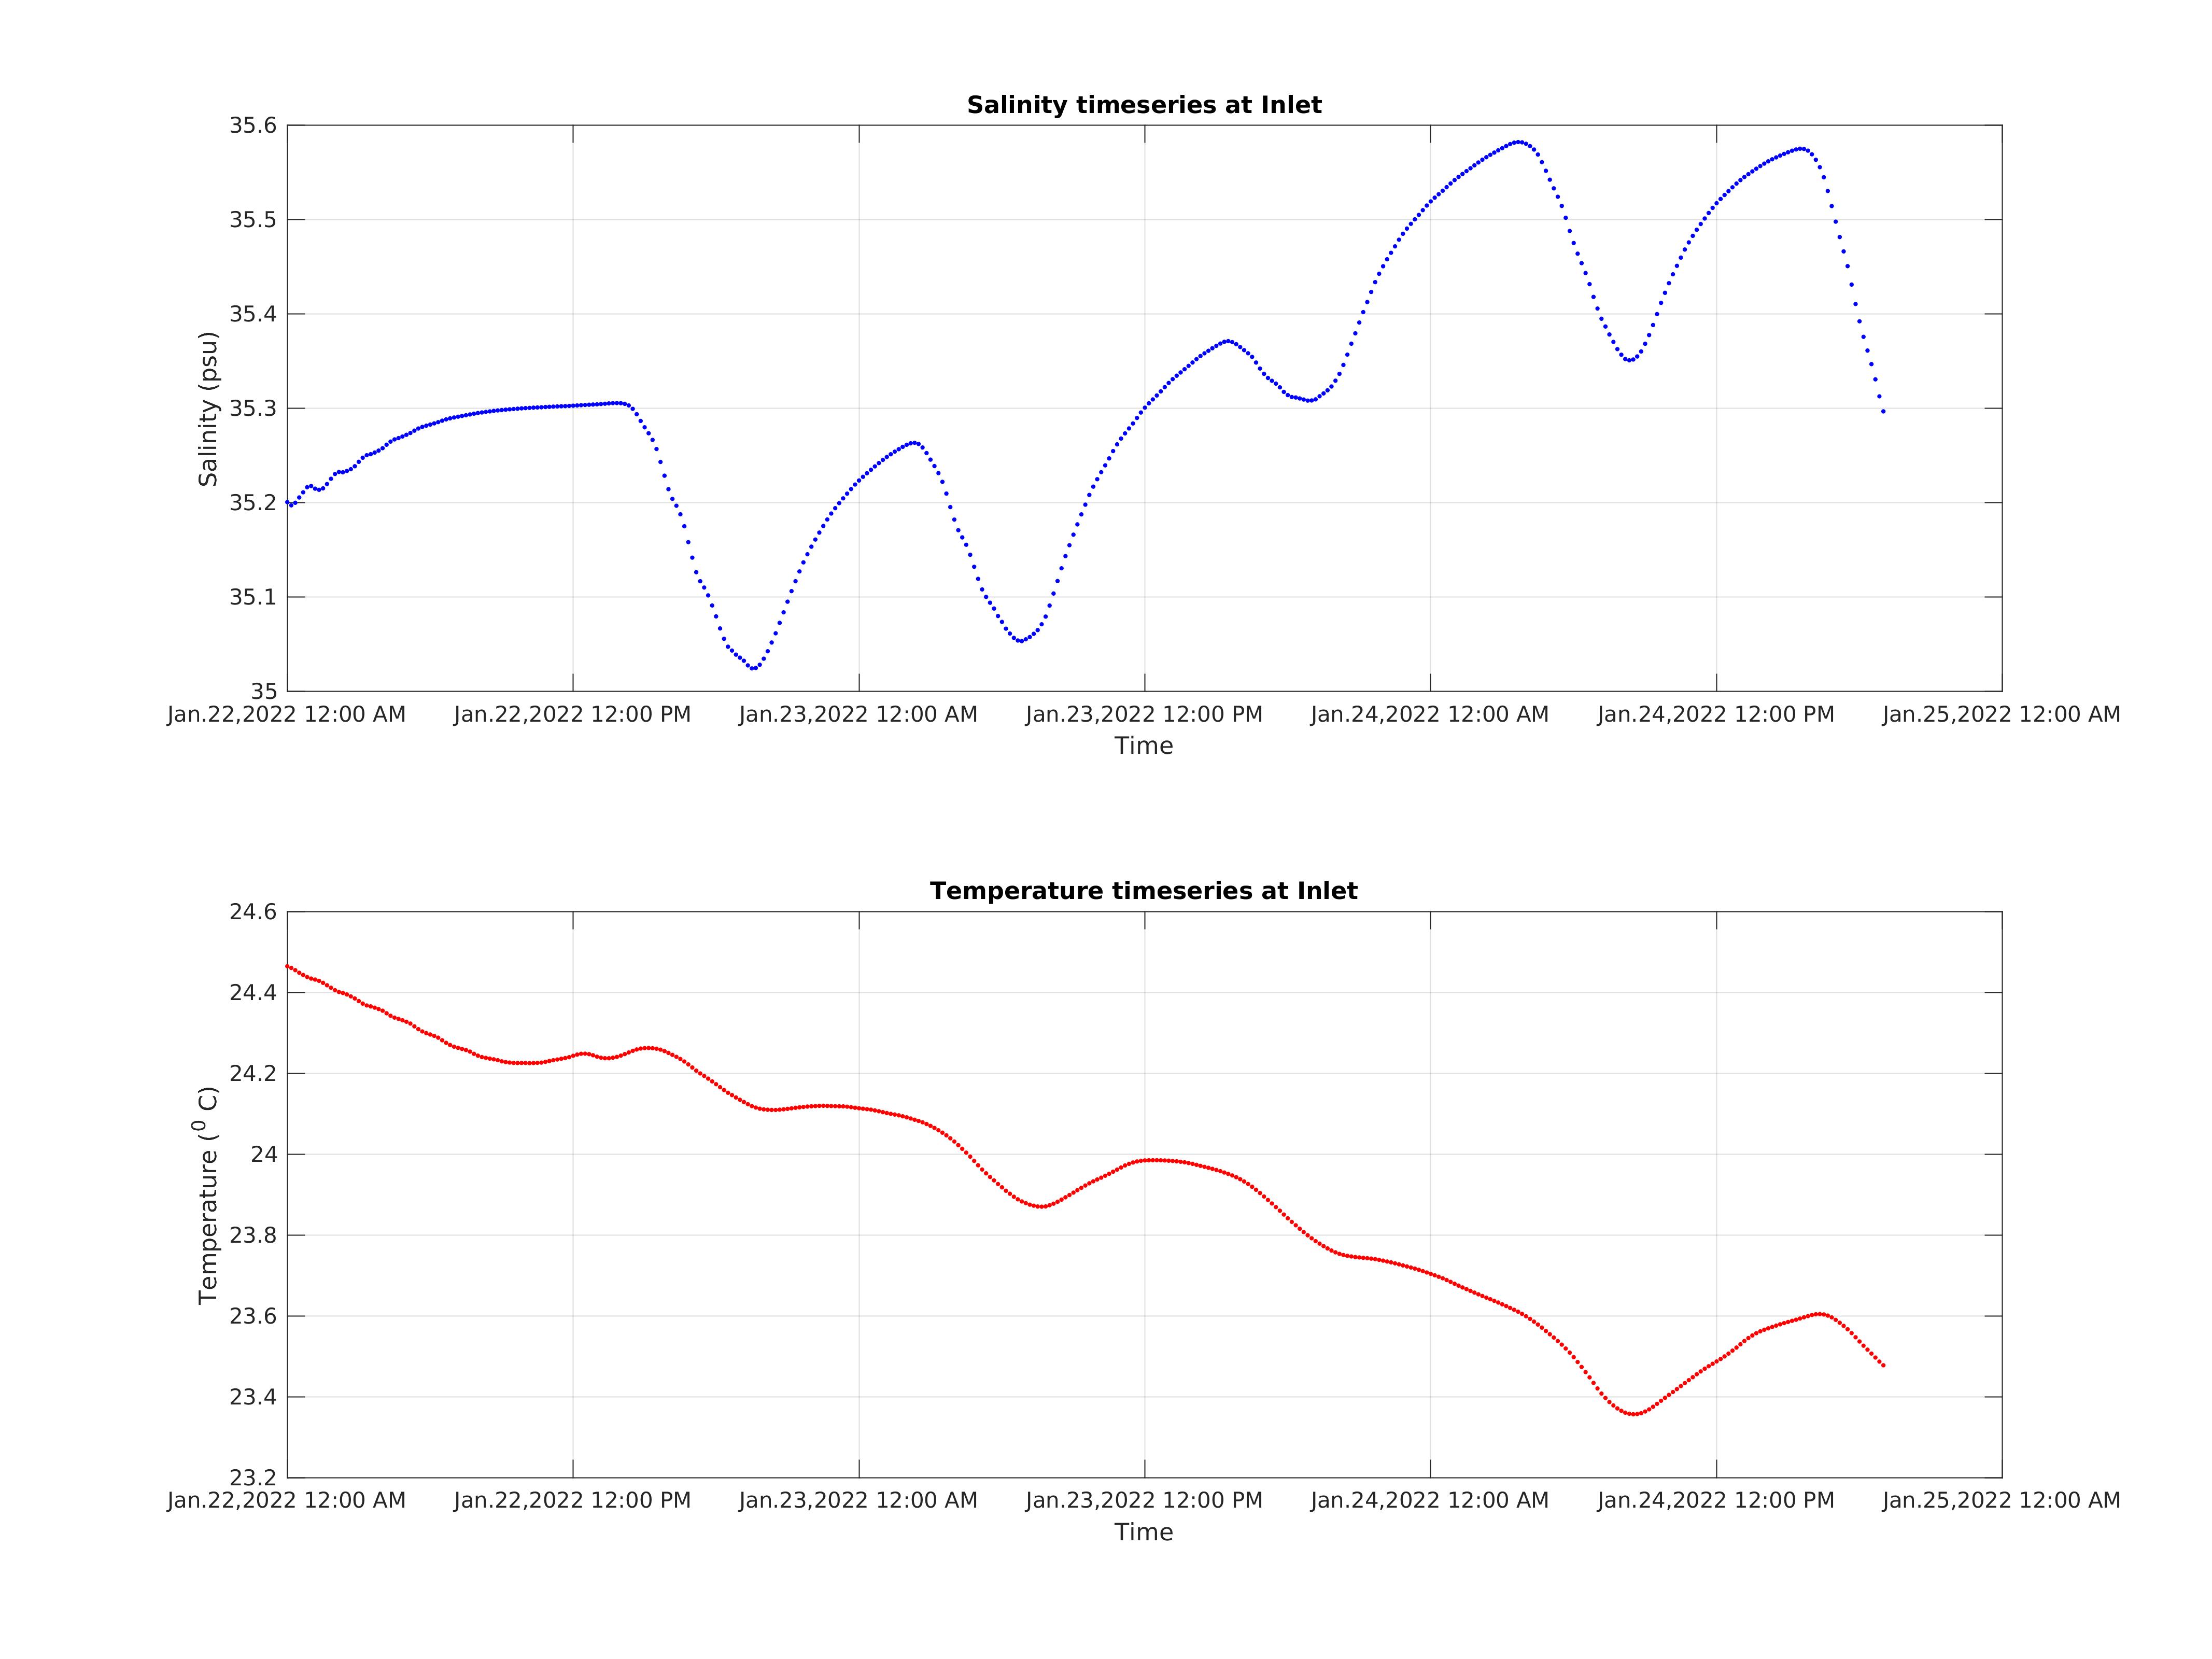 Salinity timeseries at Inlet
35.6
35.5
35.4
35.3
35.2
35.1
35
Salinity (psu)
Jan.22,2022 12:00 AM Jan.22,2022 12:00 PM Jan.23,2022 12:00 AM Jan.23,2022 12:00 PM Jan.24,2022 12:00 AM Jan.24,2022 12:00 PM Jan.25,2022 12:00 AM
Time
Temperature timeseries at Inlet
24.6
24.4
24.2
24
23.8
23.6
23.4
23.2
Temperature (⁰ C)
Jan.22,2022 12:00 AM Jan.22,2022 12:00 PM Jan.23,2022 12:00 AM Jan.23,2022 12:00 PM Jan.24,2022 12:00 AM Jan.24,2022 12:00 PM Jan.25,2022 12:00 AM
Time